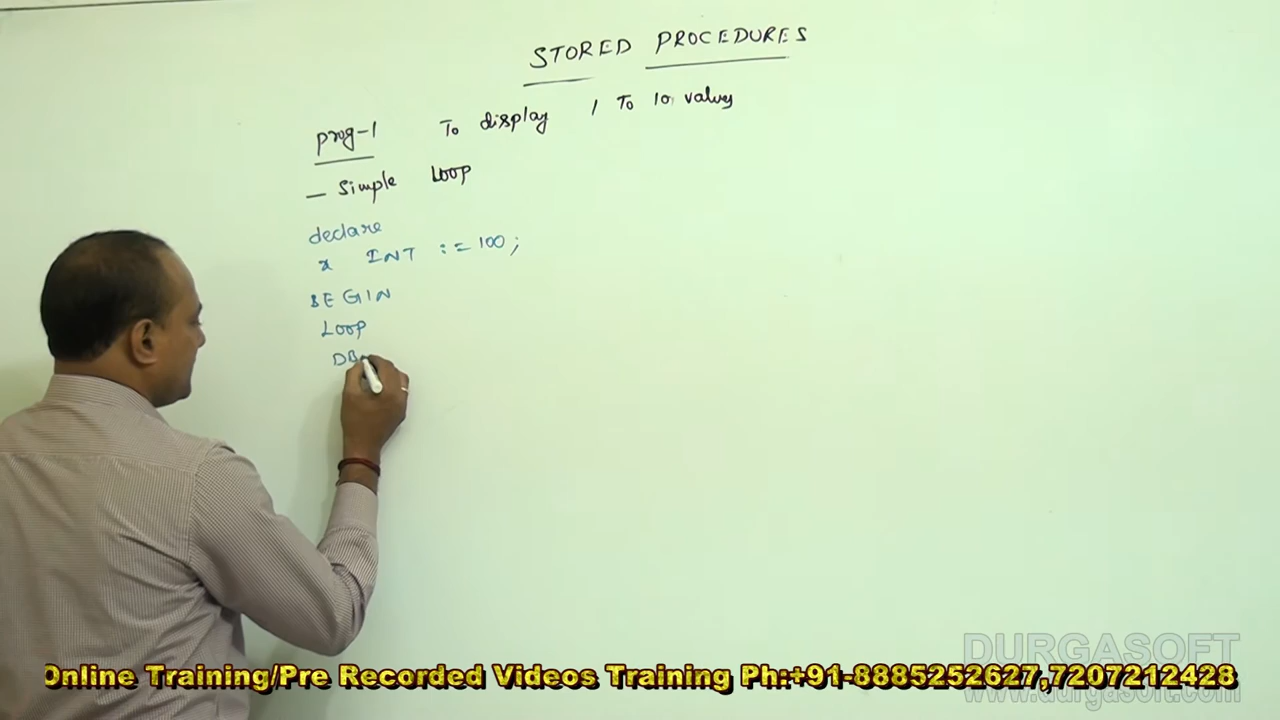 STORED PROCEDURES
prog-1 To display 1 To 10 values
— Simple LOOP
declare
x INT := 100;
BEGIN
LOOP
DB
DURGASOFT
www.durgasoft.com
Online Training/Pre Recorded Videos Training Ph:+91-8885252627,7207212428